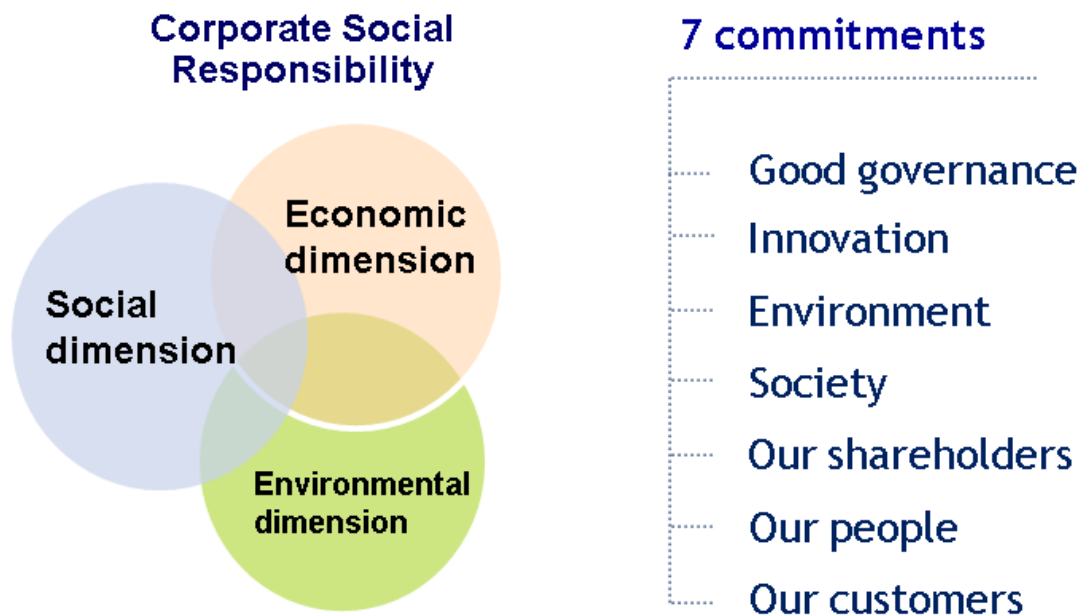 Corporate Social
Responsibility
Economic
dimension
Social
dimension
Environmental
dimension
7 commitments
Good governance
Innovation
Environment
Society
Our shareholders
Our people
Our customers